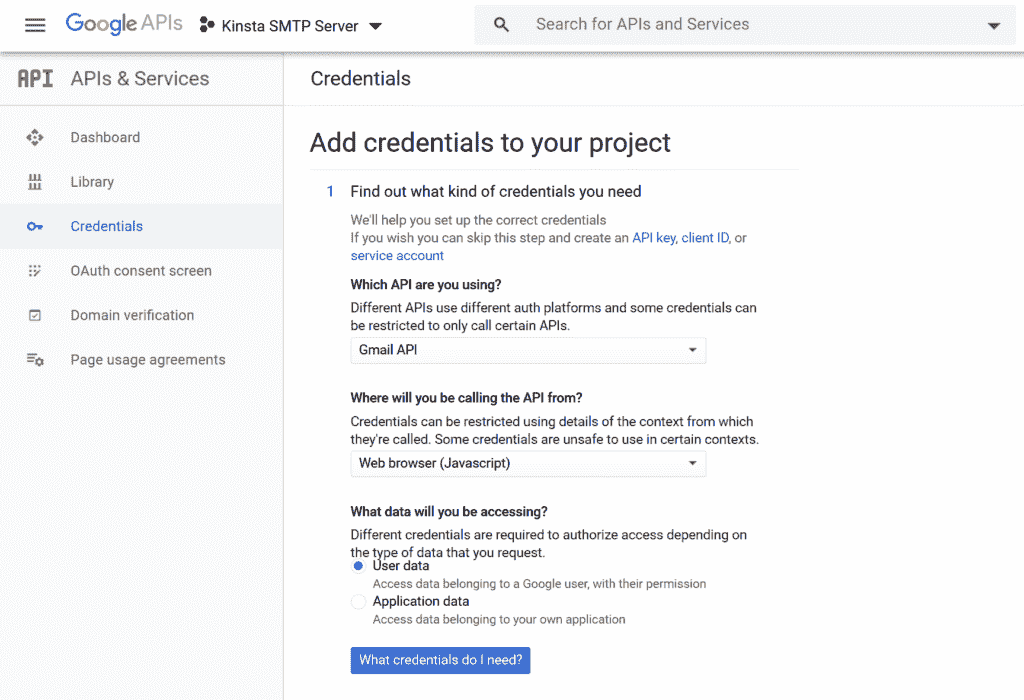 Google APIs
Kinsta SMTP Server
Search for APIs and Services
API APIs & Services
Credentials
Dashboard
Library
Credentials
OAuth consent screen
Domain verification
Page usage agreements
Add credentials to your project
1 Find out what kind of credentials you need
We'll help you set up the correct credentials
If you wish you can skip this step and create an API key, client ID, or
service account
Which API are you using?
Different APIs use different auth platforms and some credentials can
be restricted to only call certain APIs.
Gmail API
Where will you be calling the API from?
Credentials can be restricted using details of the context from which
they're called. Some credentials are unsafe to use in certain contexts.
Web browser (Javascript)
What data will you be accessing?
Different credentials are required to authorize access depending on
the type of data that you request.
User data
Access data belonging to a Google user, with their permission
Application data
Access data belonging to your own application
What credentials do I need?